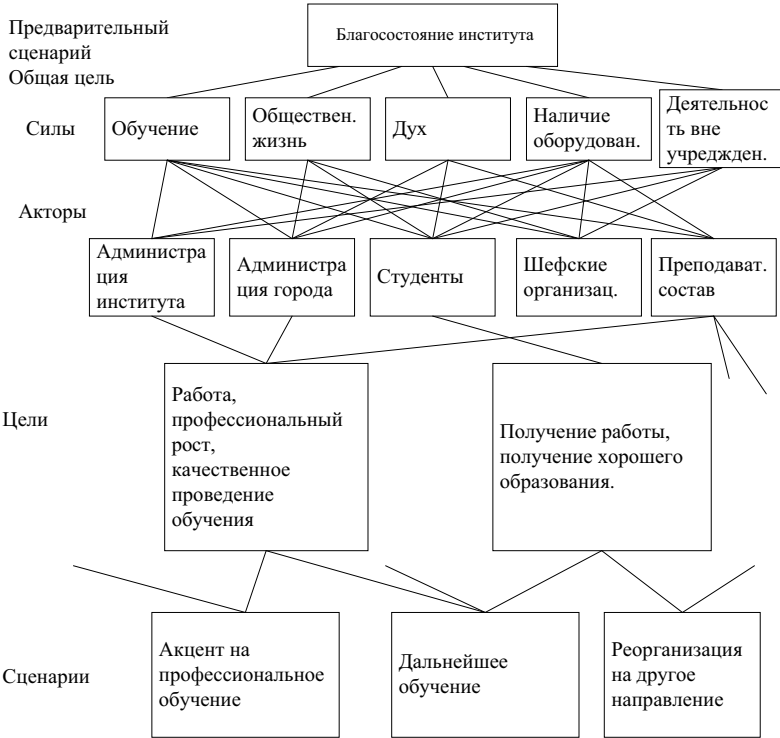 Предварительный
сценарий
Общая цель
Благосостояние института
Силы
Обучение
Обществен.
жизнь
Дух
Наличие
оборудован.
Деятельнос
ть вне
учреджден.
Акторы
Администра
ция
института
Администра
ция города
Студенты
Шефские
организац.
Преподават.
состав
Цели
Работа,
профессиональный
рост,
качественное
проведение
обучения
Получение работы,
получение хорошего
образования.
Сценарии
Акцент на
профессиональное
обучение
Дальнейшее
обучение
Реорганизация
на другое
направление